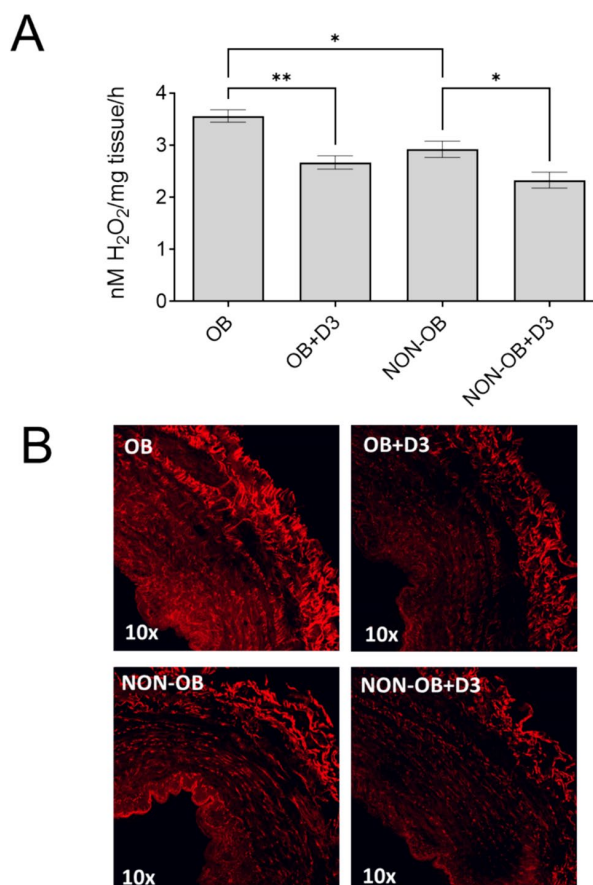 A
*
**
*
nM H₂O₂/mg tissue/h
4
3
2
1
0
OB
OB+D3
NON-OB
NON-OB+D3
B
OB
10x
OB+D3
10x
NON-OB
10x
NON-OB+D3
10x